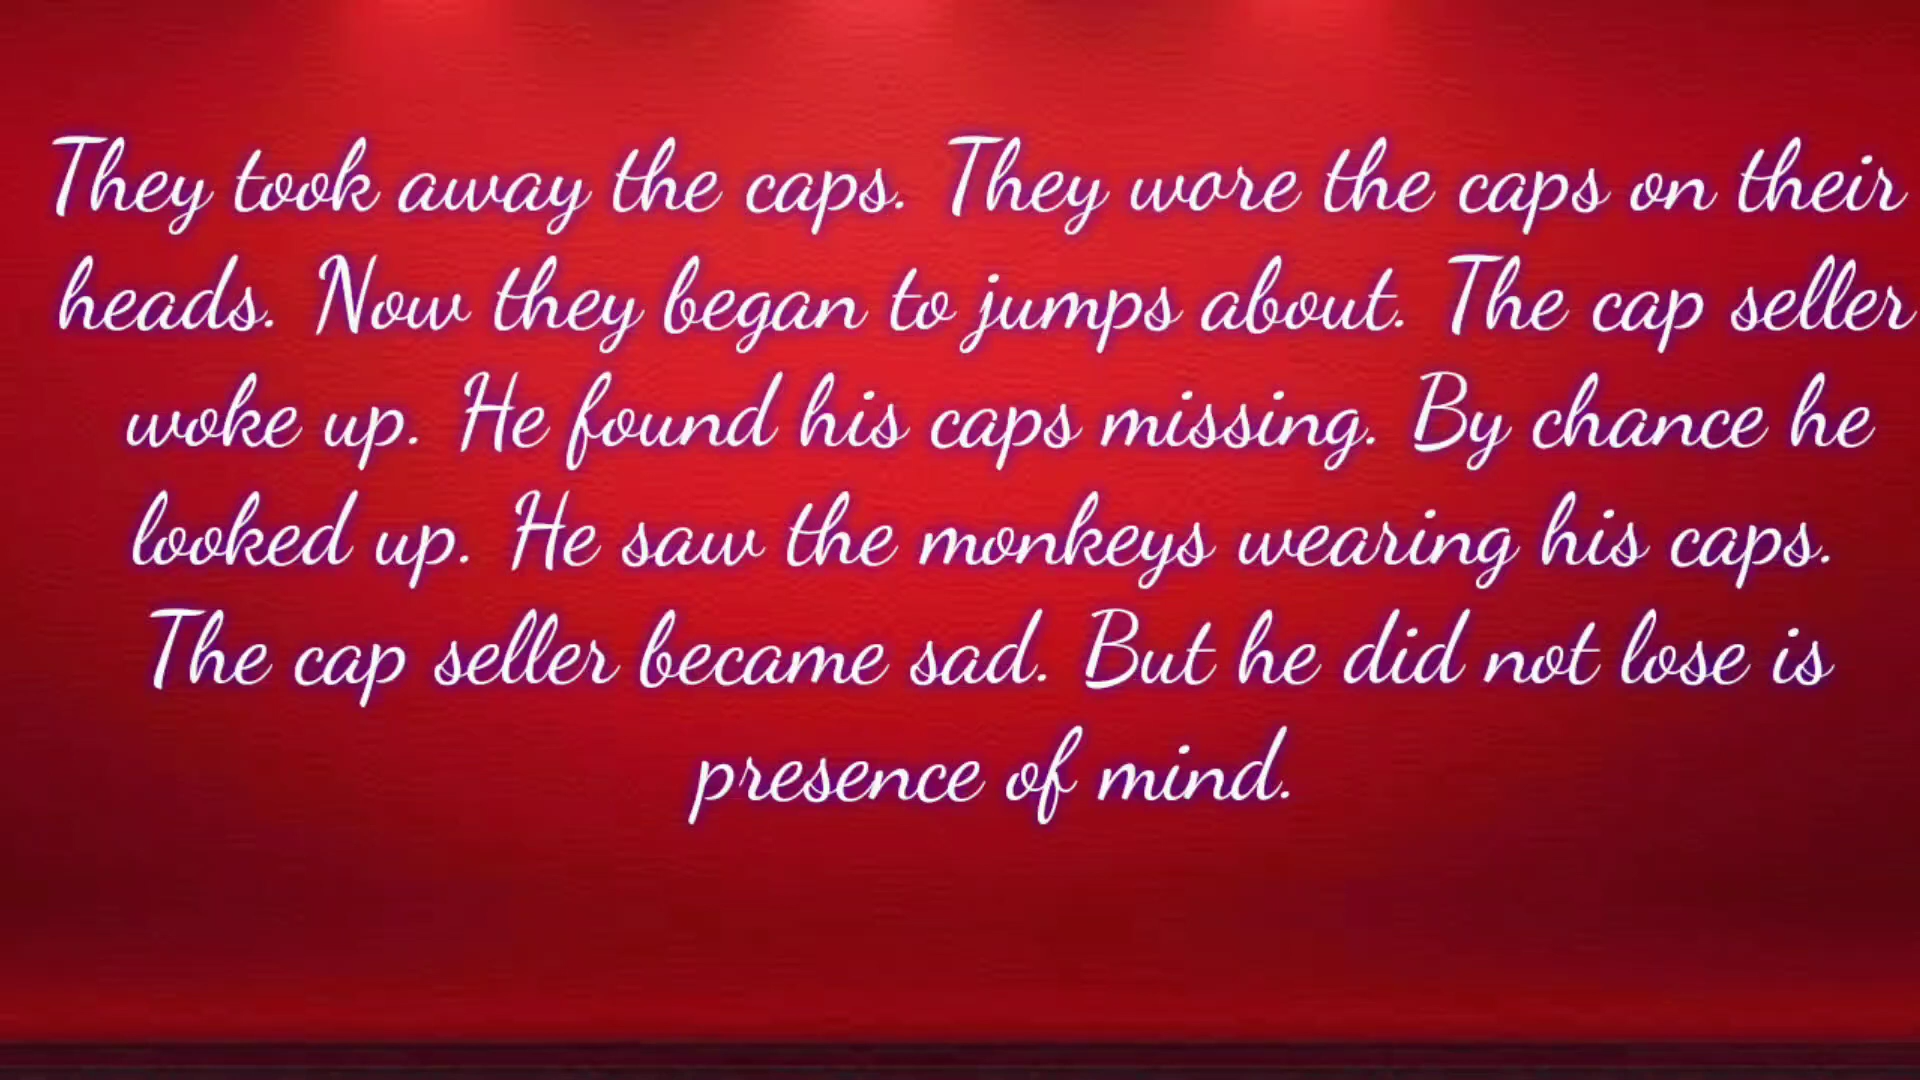 They took away the caps. They wore the caps on their
heads. Now they began to jumps about. The cap seller
woke up. He found his caps missing. By chance he
looked up. He saw the monkeys wearing his caps.
The cap seller became sad. But he did not lose is
presence of mind.